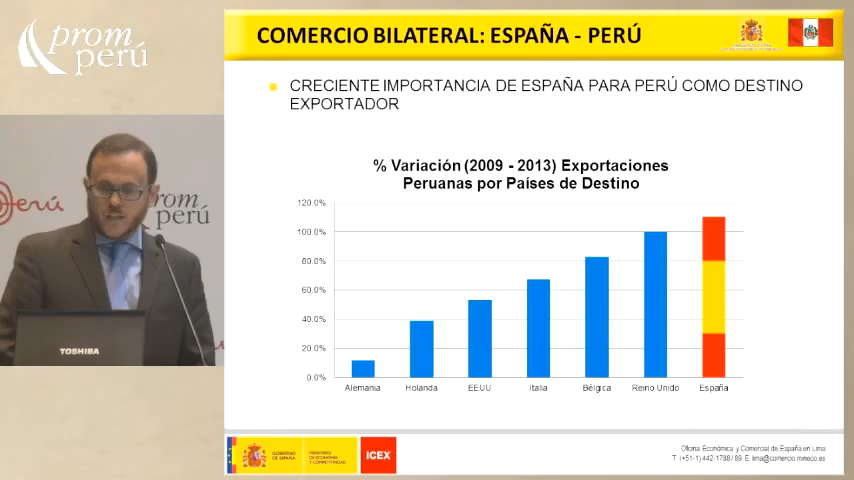 prom
perú
COMERCIO BILATERAL: ESPAÑA - PERÚ
CRECIENTE IMPORTANCIA DE ESPAÑA PARA PERÚ COMO DESTINO
EXPORTADOR
% Variación (2009 - 2013) Exportaciones
Peruanas por Países de Destino
120.0%
100.0%
80.0%
60.0%
40.0%
20.0%
0.0%
Alemania Holanda EEUU Italia Bélgica Reino Unido España
Perú
prom
perú
TOSHIBA
GOBIERNO
DE ESPAÑA
MINISTERIO
DE ECONOMÍA
Y COMPETITIVIDAD
ICEX
Oficina Económica y Comercial de España en Lima
T: (+51-1) 442-1788 / 89 E: lima@comercio.mineco.es